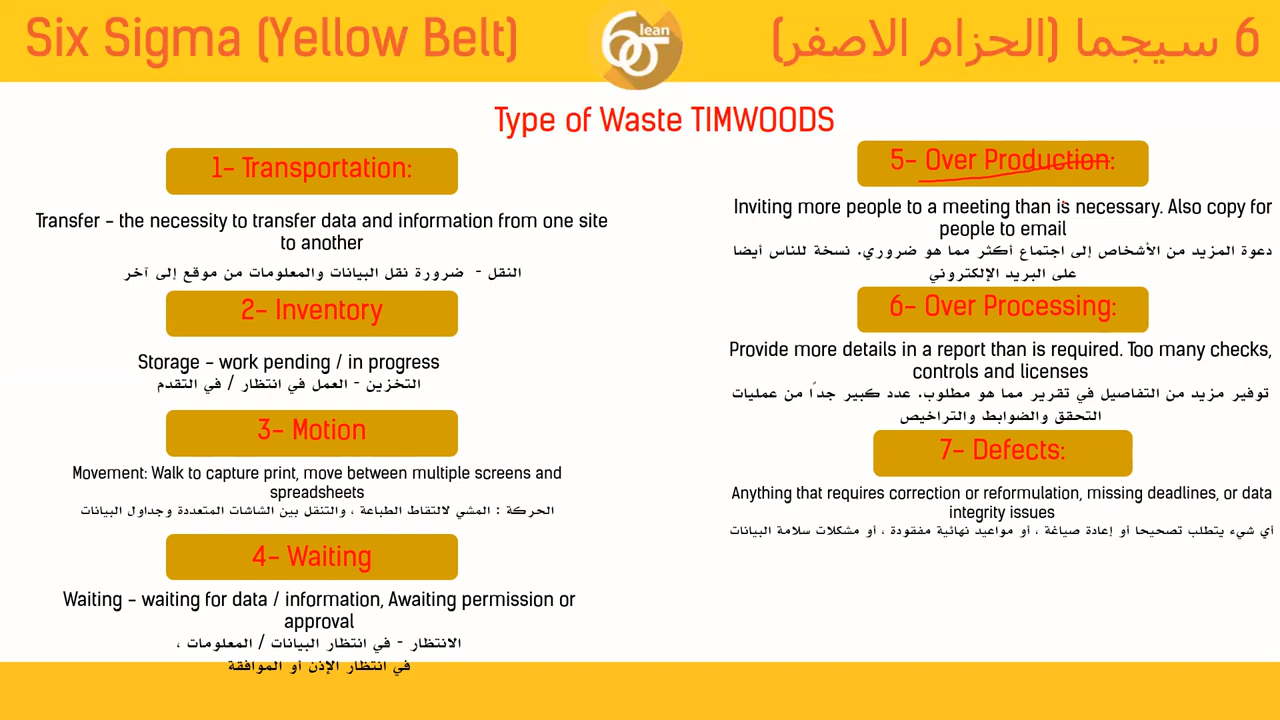 Six Sigma (Yellow Belt)
lean
6σ
6 سيجما (الحزام الاصفر)
Type of Waste TIMWOODS
1- Transportation:
Transfer - the necessity to transfer data and information from one site
to another
النقل - ضرورة نقل البيانات والمعلومات من موقع إلى آخر
2- Inventory
Storage - work pending / in progress
التخزين - العمل في انتظار / في التقدم
3- Motion
Movement: Walk to capture print, move between multiple screens and
spreadsheets
الحركة : المشي لالتقاط الطباعة ، والتنقل بين الشاشات المتعددة وجداول البيانات
4- Waiting
Waiting - waiting for data / information, Awaiting permission or
approval
الانتظار - في انتظار البيانات / المعلومات ،
في انتظار الإذن أو الموافقة
5- Over Production:
Inviting more people to a meeting than is necessary. Also copy for
people to email
دعوة المزيد من الأشخاص إلى اجتماع أكثر مما هو ضروري. نسخة للناس أيضا
على البريد الإلكتروني
6- Over Processing:
Provide more details in a report than is required. Too many checks,
controls and licenses
توفير مزيد من التفاصيل في تقرير مما هو مطلوب. عدد كبير جدًا من عمليات
التحقق والضوابط والتراخيص
7- Defects:
Anything that requires correction or reformulation, missing deadlines, or data
integrity issues
أي شيء يتطلب تصحيحا أو إعادة صياغة ، أو مواعيد نهائية مفقودة ، أو مشكلات سلامة البيانات